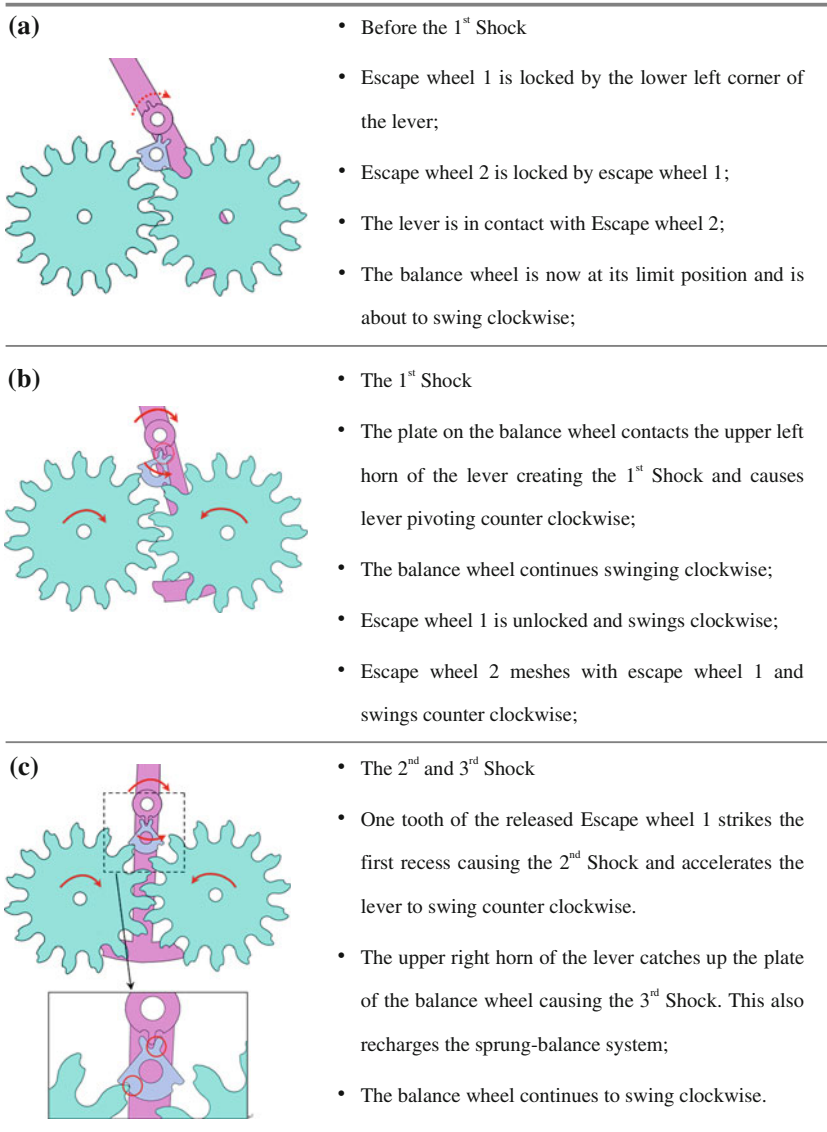 (a)
• Before the 1st Shock
• Escape wheel 1 is locked by the lower left corner of
the lever;
• Escape wheel 2 is locked by escape wheel 1;
• The lever is in contact with Escape wheel 2;
• The balance wheel is now at its limit position and is
about to swing clockwise;
(b)
• The 1st Shock
• The plate on the balance wheel contacts the upper left
horn of the lever creating the 1st Shock and causes
lever pivoting counter clockwise;
• The balance wheel continues swinging clockwise;
• Escape wheel 1 is unlocked and swings clockwise;
• Escape wheel 2 meshes with escape wheel 1 and
swings counter clockwise;
(c)
• The 2nd and 3rd Shock
• One tooth of the released Escape wheel 1 strikes the
first recess causing the 2nd Shock and accelerates the
lever to swing counter clockwise.
• The upper right horn of the lever catches up the plate
of the balance wheel causing the 3rd Shock. This also
recharges the sprung-balance system;
• The balance wheel continues to swing clockwise.